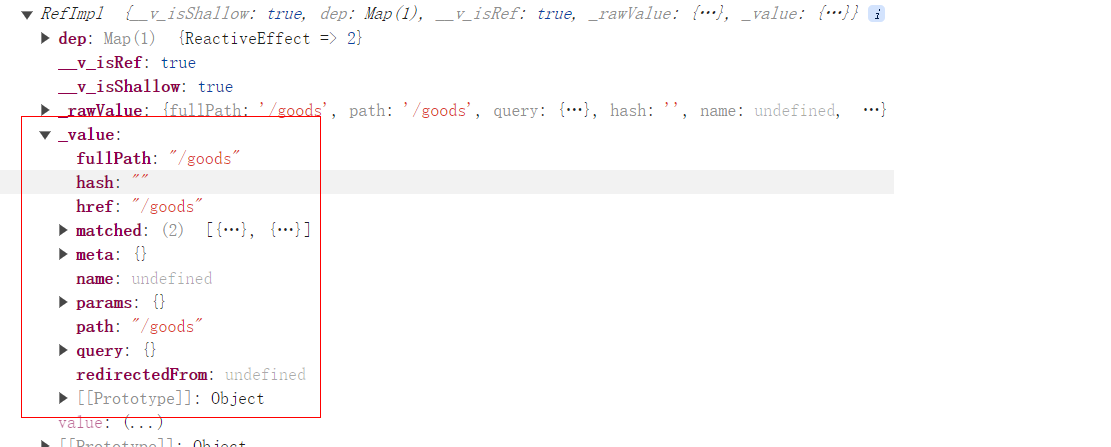 ▼ RefImpl {__v_isShallow: true, dep: Map(1), __v_isRef: true, _rawValue: {…}, _value: {…}} i
▶ dep: Map(1) {ReactiveEffect => 2}
__v_isRef: true
__v_isShallow: true
▶ _rawValue: {fullPath: '/goods', path: '/goods', query: {…}, hash: '', name: undefined, …}
▼ _value:
fullPath: "/goods"
hash: ""
href: "/goods"
▶ matched: (2) [{…}, {…}]
▶ meta: {}
name: undefined
▶ params: {}
path: "/goods"
▶ query: {}
redirectedFrom: undefined
▶ [[Prototype]]: Object
value: (...)
▶ [[Prototype]]: Object